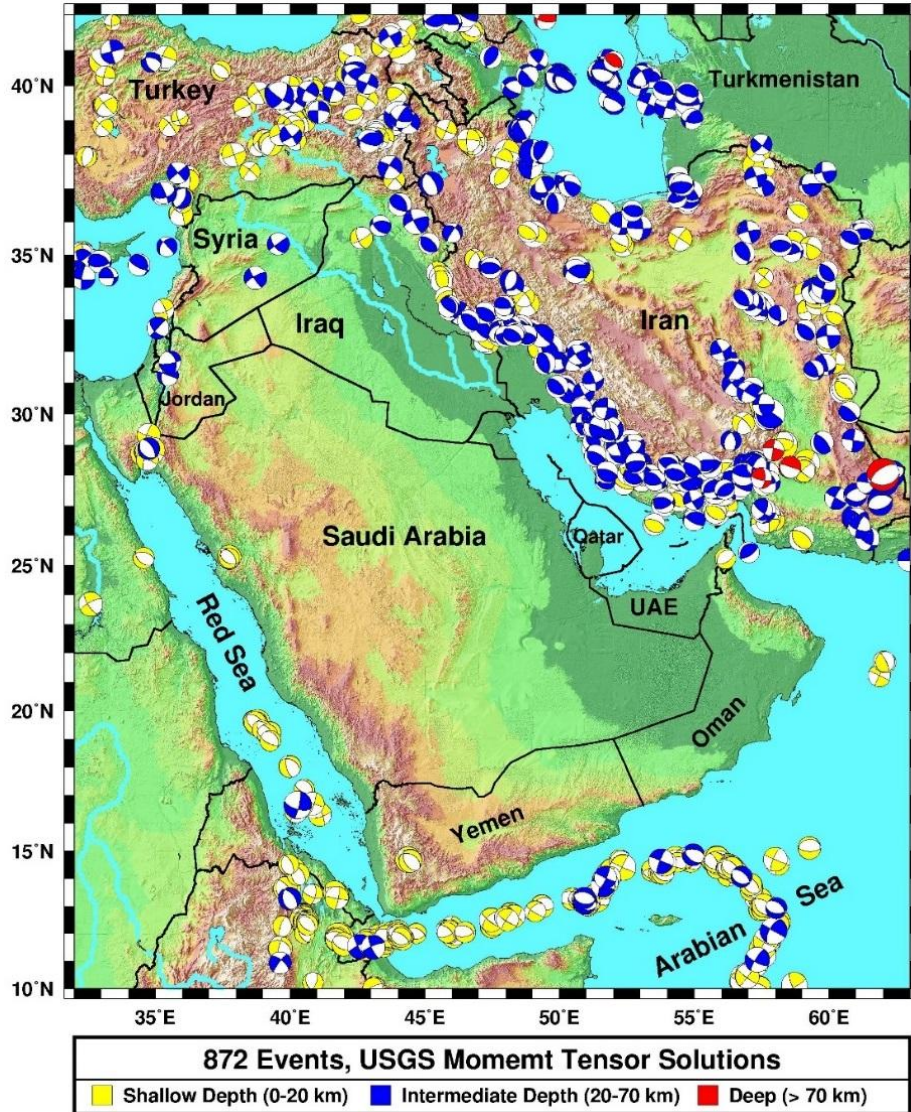 40°N
Turkey
Turkmenistan
35°N
Syria
Iraq
Iran
Jordan
30°N
Saudi Arabia
Qatar
25°N
UAE
Red Sea
20°N
Oman
Yemen
15°N
Arabian Sea
10°N
35°E 40°E 45°E 50°E 55°E 60°E
872 Events, USGS Momemt Tensor Solutions
Shallow Depth (0-20 km) Intermediate Depth (20-70 km) Deep (> 70 km)